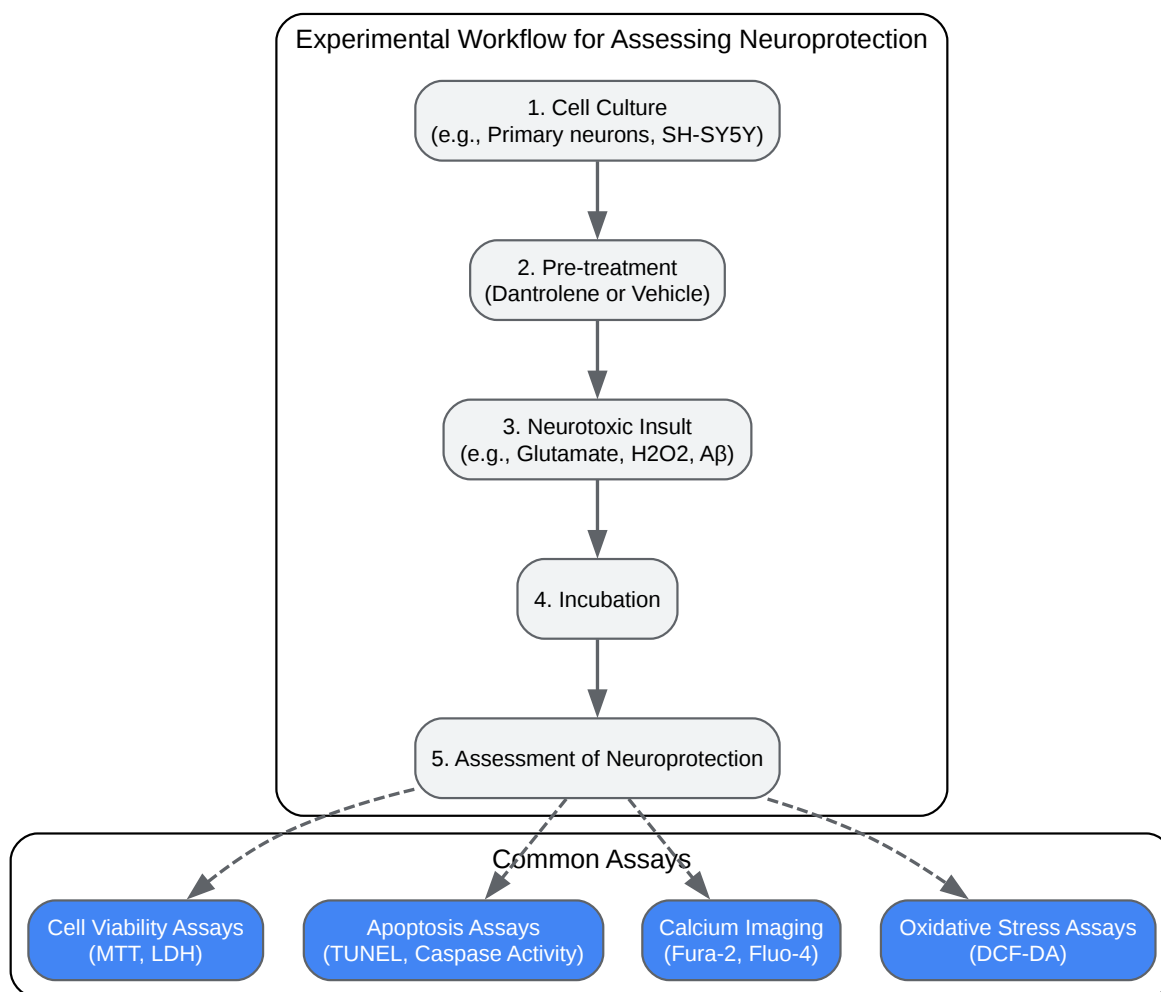 Experimental Workflow for Assessing Neuroprotection
1. Cell Culture
(e.g., Primary neurons, SH-SY5Y)
2. Pre-treatment
(Dantrolene or Vehicle)
3. Neurotoxic Insult
(e.g., Glutamate, H2O2, Aβ)
4. Incubation
5. Assessment of Neuroprotection
Common Assays
Cell Viability Assays
(MTT, LDH)
Apoptosis Assays
(TUNEL, Caspase Activity)
Calcium Imaging
(Fura-2, Fluo-4)
Oxidative Stress Assays
(DCF-DA)